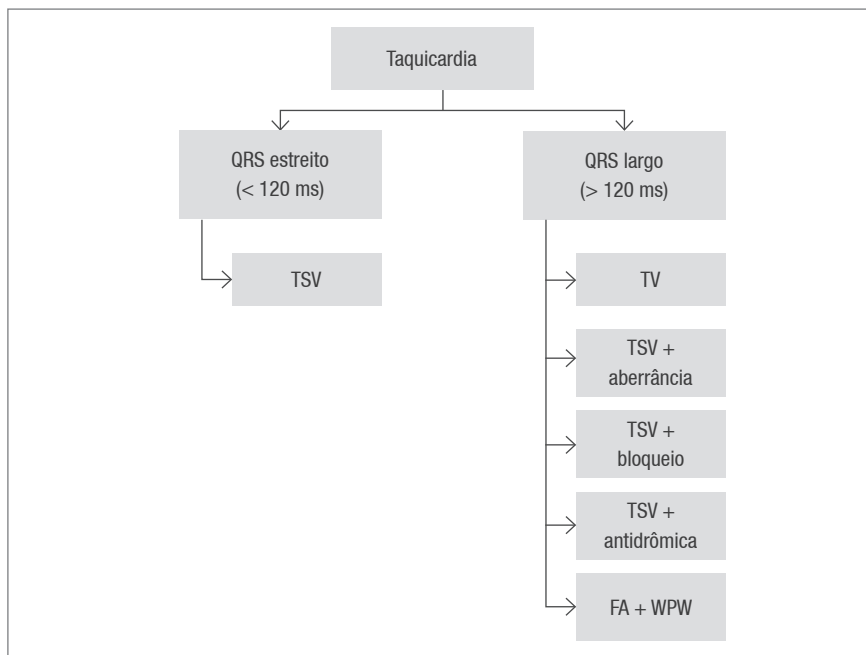 Taquicardia
QRS estreito
(< 120 ms)
QRS largo
(> 120 ms)
TSV
TV
TSV +
aberrância
TSV +
bloqueio
TSV +
antidrômica
FA + WPW